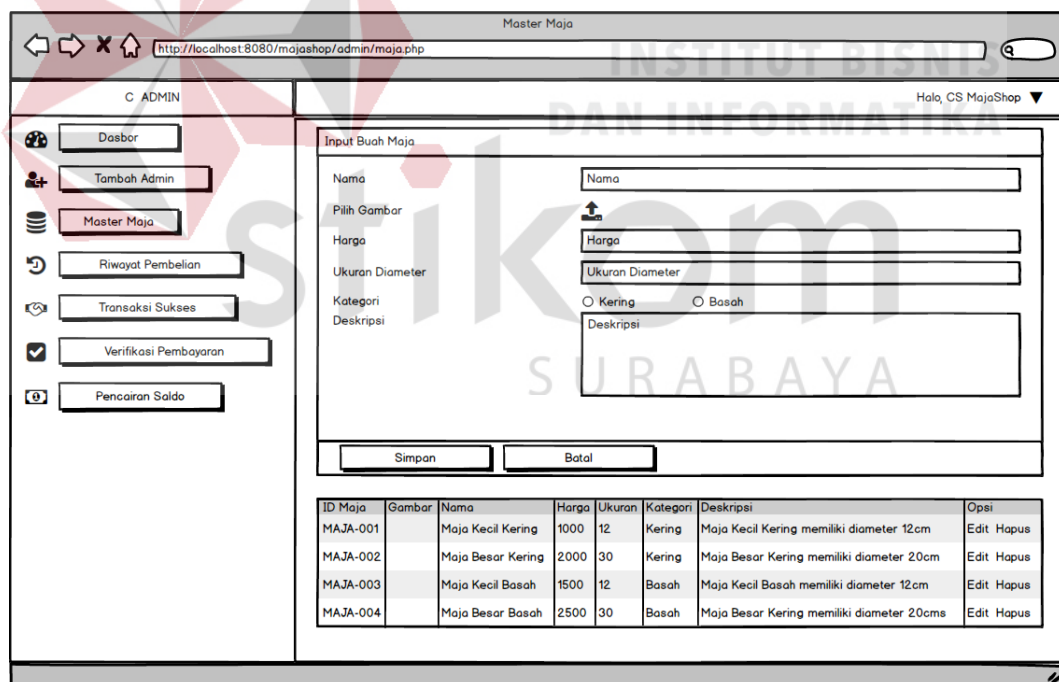 Master Maja
http://localhost:8080/majashop/admin/maja.php
INSTITUT BISNIS
DAN INFORMATIKA
stikom
SURABAYA
C ADMIN
Halo, CS MajaShop
Dasbor
Tambah Admin
Master Maja
Riwayat Pembelian
Transaksi Sukses
Verifikasi Pembayaran
Pencairan Saldo
Input Buah Maja
Nama Nama
Pilih Gambar
Harga Harga
Ukuran Diameter Ukuran Diameter
Kategori Kering Basah
Deskripsi Deskripsi
Simpan Batal
ID Maja Gambar Nama Harga Ukuran Kategori Deskripsi Opsi
MAJA-001 Maja Kecil Kering 1000 12 Kering Maja Kecil Kering memiliki diameter 12cm Edit Hapus
MAJA-002 Maja Besar Kering 2000 30 Kering Maja Besar Kering memiliki diameter 20cm Edit Hapus
MAJA-003 Maja Kecil Basah 1500 12 Basah Maja Kecil Basah memiliki diameter 12cm Edit Hapus
MAJA-004 Maja Besar Basah 2500 30 Basah Maja Besar Kering memiliki diameter 20cms Edit Hapus